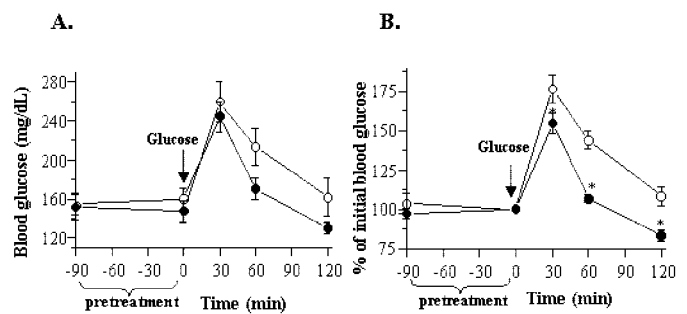 A.
Blood glucose (mg/dL)
280
240
200
160
120
Glucose
-90 -60 -30 0 30 60 90 120
pretreatment
Time (min)
B.
% of initial blood glucose
175
150
125
100
75
Glucose
*
*
*
-90 -60 -30 0 30 60 90 120
pretreatment
Time (min)